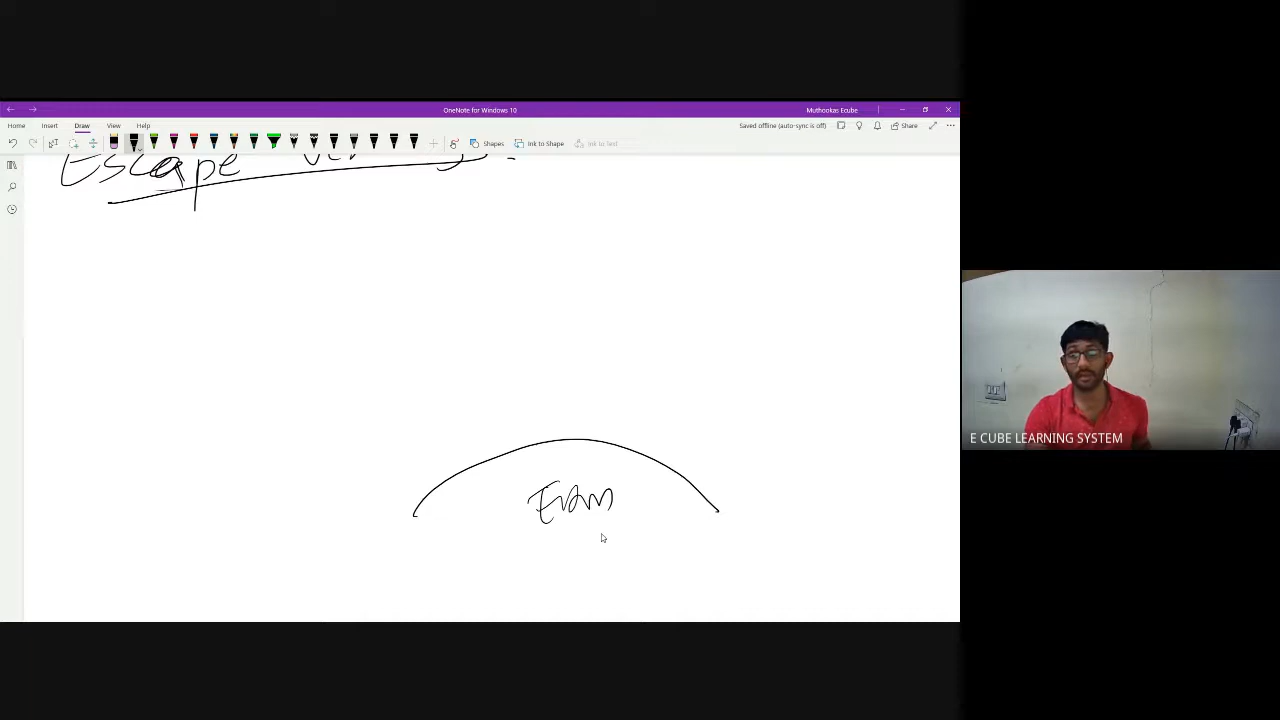 OneNote for Windows 10
Muthookas Ecube
Home Insert Draw View Help
Saved offline (auto-sync is off)
Share
Shapes
Ink to Shape
Ink to Text
Escape
E CUBE LEARNING SYSTEM